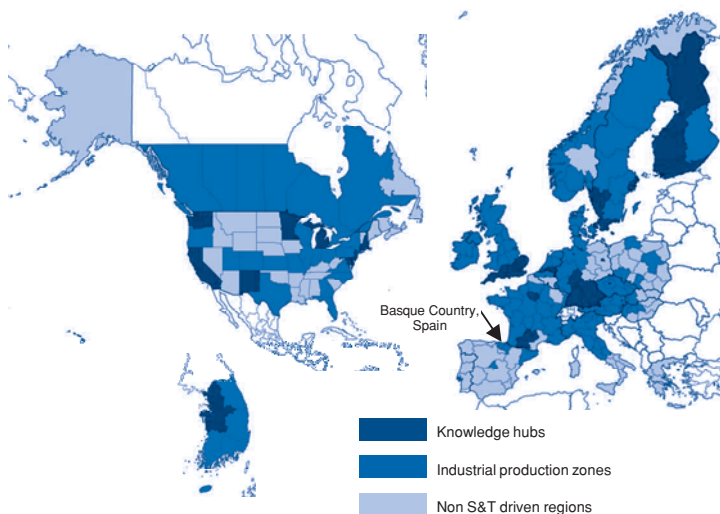 Basque Country,
Spain
Knowledge hubs
Industrial production zones
Non S&T driven regions